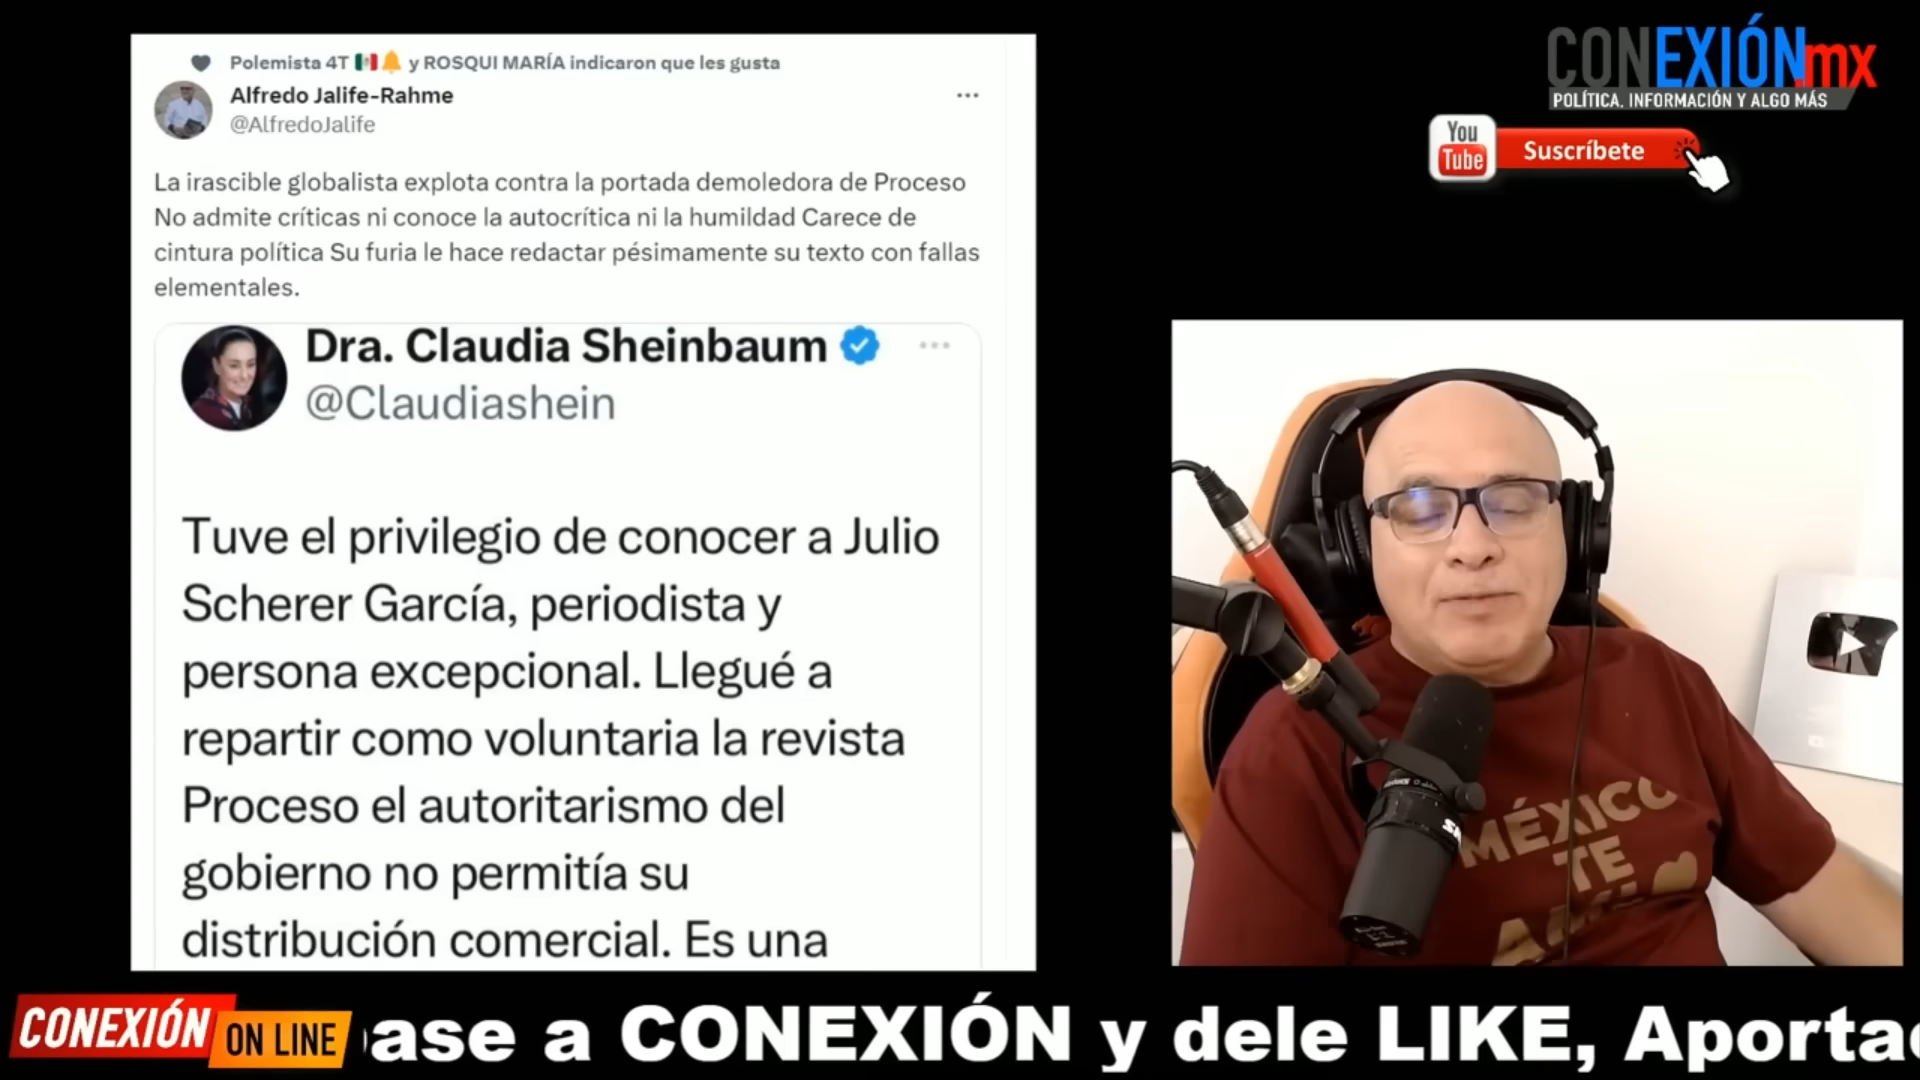 Polemista 4T y ROSQUI MARÍA indicaron que les gusta
Alfredo Jalife-Rahme
@AlfredoJalife
La irascible globalista explota contra la portada demoledora de Proceso
No admite críticas ni conoce la autocrítica ni la humildad Carece de
cintura política Su furia le hace redactar pésimamente su texto con fallas
elementales.
Dra. Claudia Sheinbaum
@Claudiashein
Tuve el privilegio de conocer a Julio
Scherer García, periodista y
persona excepcional. Llegué a
repartir como voluntaria la revista
Proceso el autoritarismo del
gobierno no permitía su
distribución comercial. Es una
CONEXIÓN.mx
POLÍTICA, INFORMACIÓN Y ALGO MÁS
You
Tube
Suscríbete
MÉXICO
TE
CONEXIÓN
ON LINE
ase a CONEXIÓN y dele LIKE,